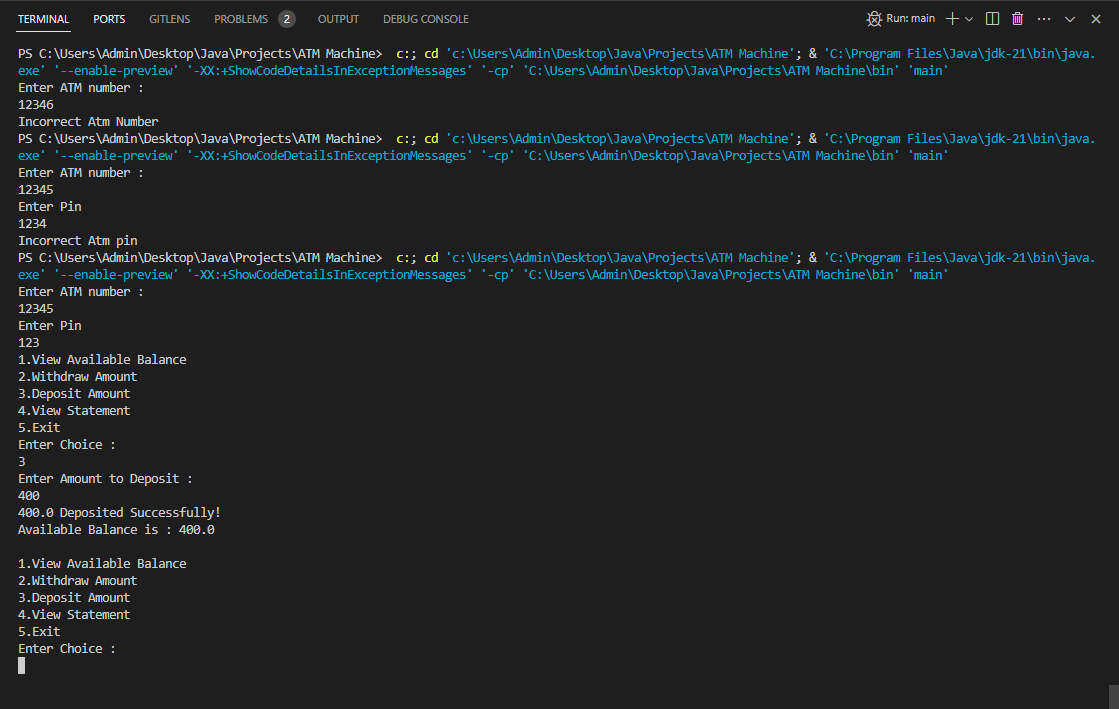 TERMINAL PORTS GITLENS PROBLEMS 2 OUTPUT DEBUG CONSOLE Run: main
PS C:\Users\Admin\Desktop\Java\Projects\ATM Machine>  c:; cd 'c:\Users\Admin\Desktop\Java\Projects\ATM Machine'; & 'C:\Program Files\Java\jdk-21\bin\java.
exe' '--enable-preview' '-XX:+ShowCodeDetailsInExceptionMessages' '-cp' 'C:\Users\Admin\Desktop\Java\Projects\ATM Machine\bin' 'main'
Enter ATM number :
12346
Incorrect Atm Number
PS C:\Users\Admin\Desktop\Java\Projects\ATM Machine>  c:; cd 'c:\Users\Admin\Desktop\Java\Projects\ATM Machine'; & 'C:\Program Files\Java\jdk-21\bin\java.
exe' '--enable-preview' '-XX:+ShowCodeDetailsInExceptionMessages' '-cp' 'C:\Users\Admin\Desktop\Java\Projects\ATM Machine\bin' 'main'
Enter ATM number :
12345
Enter Pin
1234
Incorrect Atm pin
PS C:\Users\Admin\Desktop\Java\Projects\ATM Machine>  c:; cd 'c:\Users\Admin\Desktop\Java\Projects\ATM Machine'; & 'C:\Program Files\Java\jdk-21\bin\java.
exe' '--enable-preview' '-XX:+ShowCodeDetailsInExceptionMessages' '-cp' 'C:\Users\Admin\Desktop\Java\Projects\ATM Machine\bin' 'main'
Enter ATM number :
12345
Enter Pin
123
1.View Available Balance
2.Withdraw Amount
3.Deposit Amount
4.View Statement
5.Exit
Enter Choice :
3
Enter Amount to Deposit :
400
400.0 Deposited Successfully!
Available Balance is : 400.0

1.View Available Balance
2.Withdraw Amount
3.Deposit Amount
4.View Statement
5.Exit
Enter Choice :